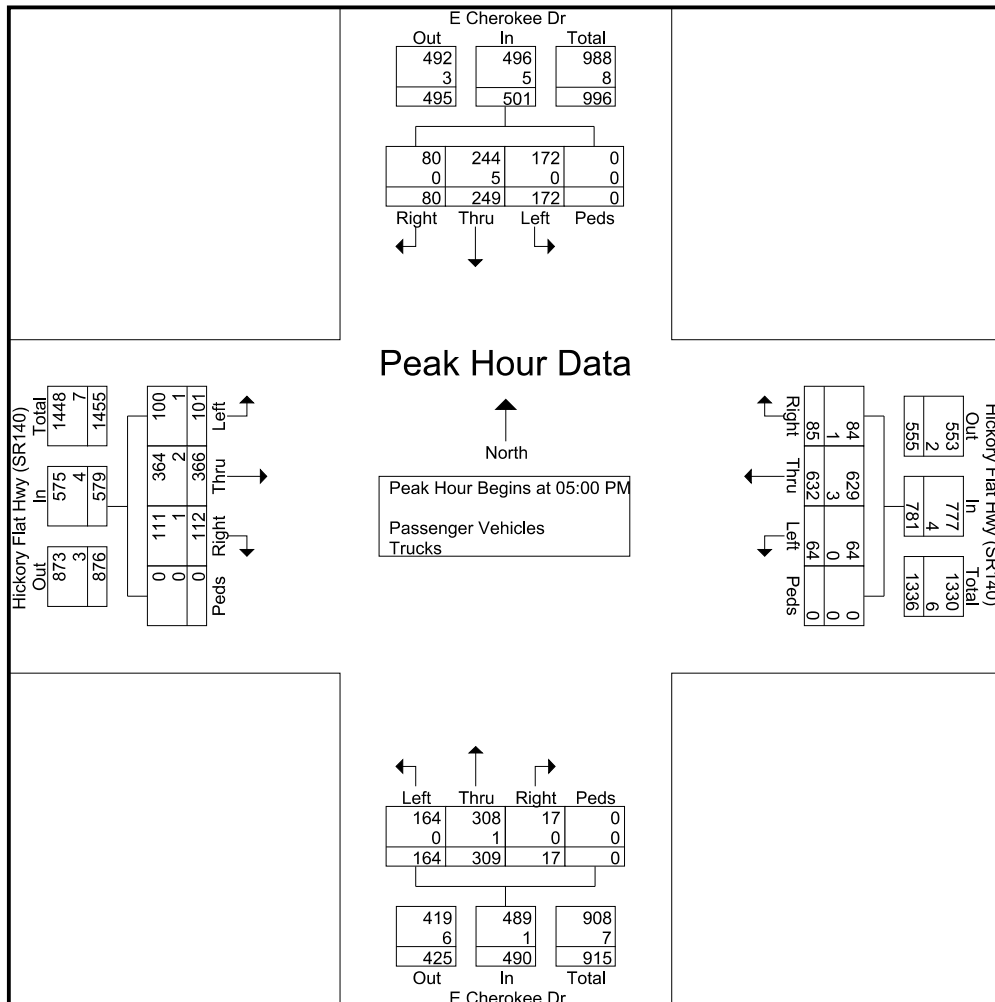 E Cherokee Dr
Out In Total
492 496 988
3 5 8
495 501 996
80 244 172 0
0 5 0 0
80 249 172 0
Right Thru Left Peds
Peak Hour Data
North
Peak Hour Begins at 05:00 PM
Passenger Vehicles
Trucks
Hickory Flat Hwy (SR140)
Out In Total
873 575 1448
3 4 7
876 579 1455
100 364 111 0
1 2 1 0
101 366 112 0
Left Thru Right Peds
Hickory Flat Hwy (SR140)
Out In Total
553 777 1330
2 4 6
555 781 1336
84 629 64 0
1 3 0 0
85 632 64 0
Right Thru Left Peds
Left Thru Right Peds
164 308 17 0
0 1 0 0
164 309 17 0
419 489 908
6 1 7
425 490 915
Out In Total
E Cherokee Dr